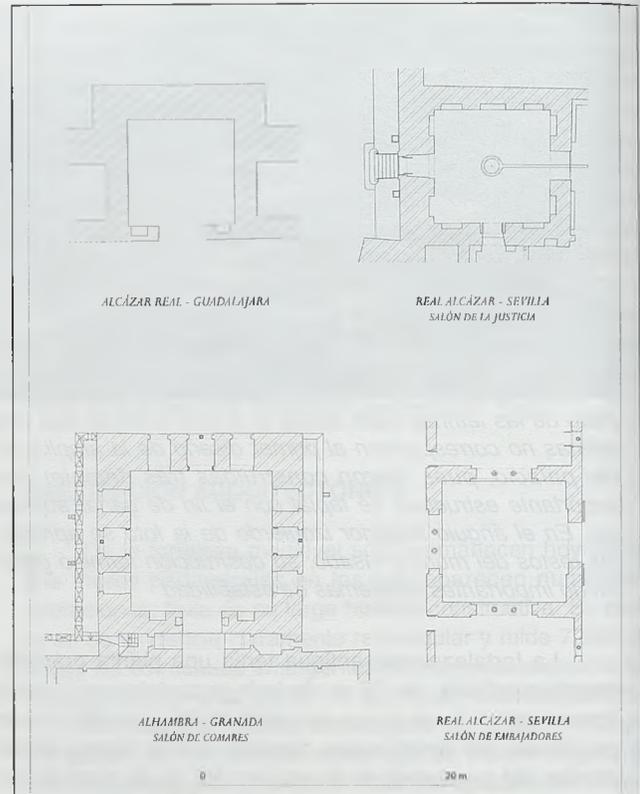 ALCÁZAR REAL - GUADALAJARA
REAL ALCÁZAR - SEVILLA
SALÓN DE LA JUSTICIA
ALHAMBRA - GRANADA
SALÓN DE COMARES
REAL ALCÁZAR - SEVILLA
SALÓN DE EMBAJADORES
0 20 m